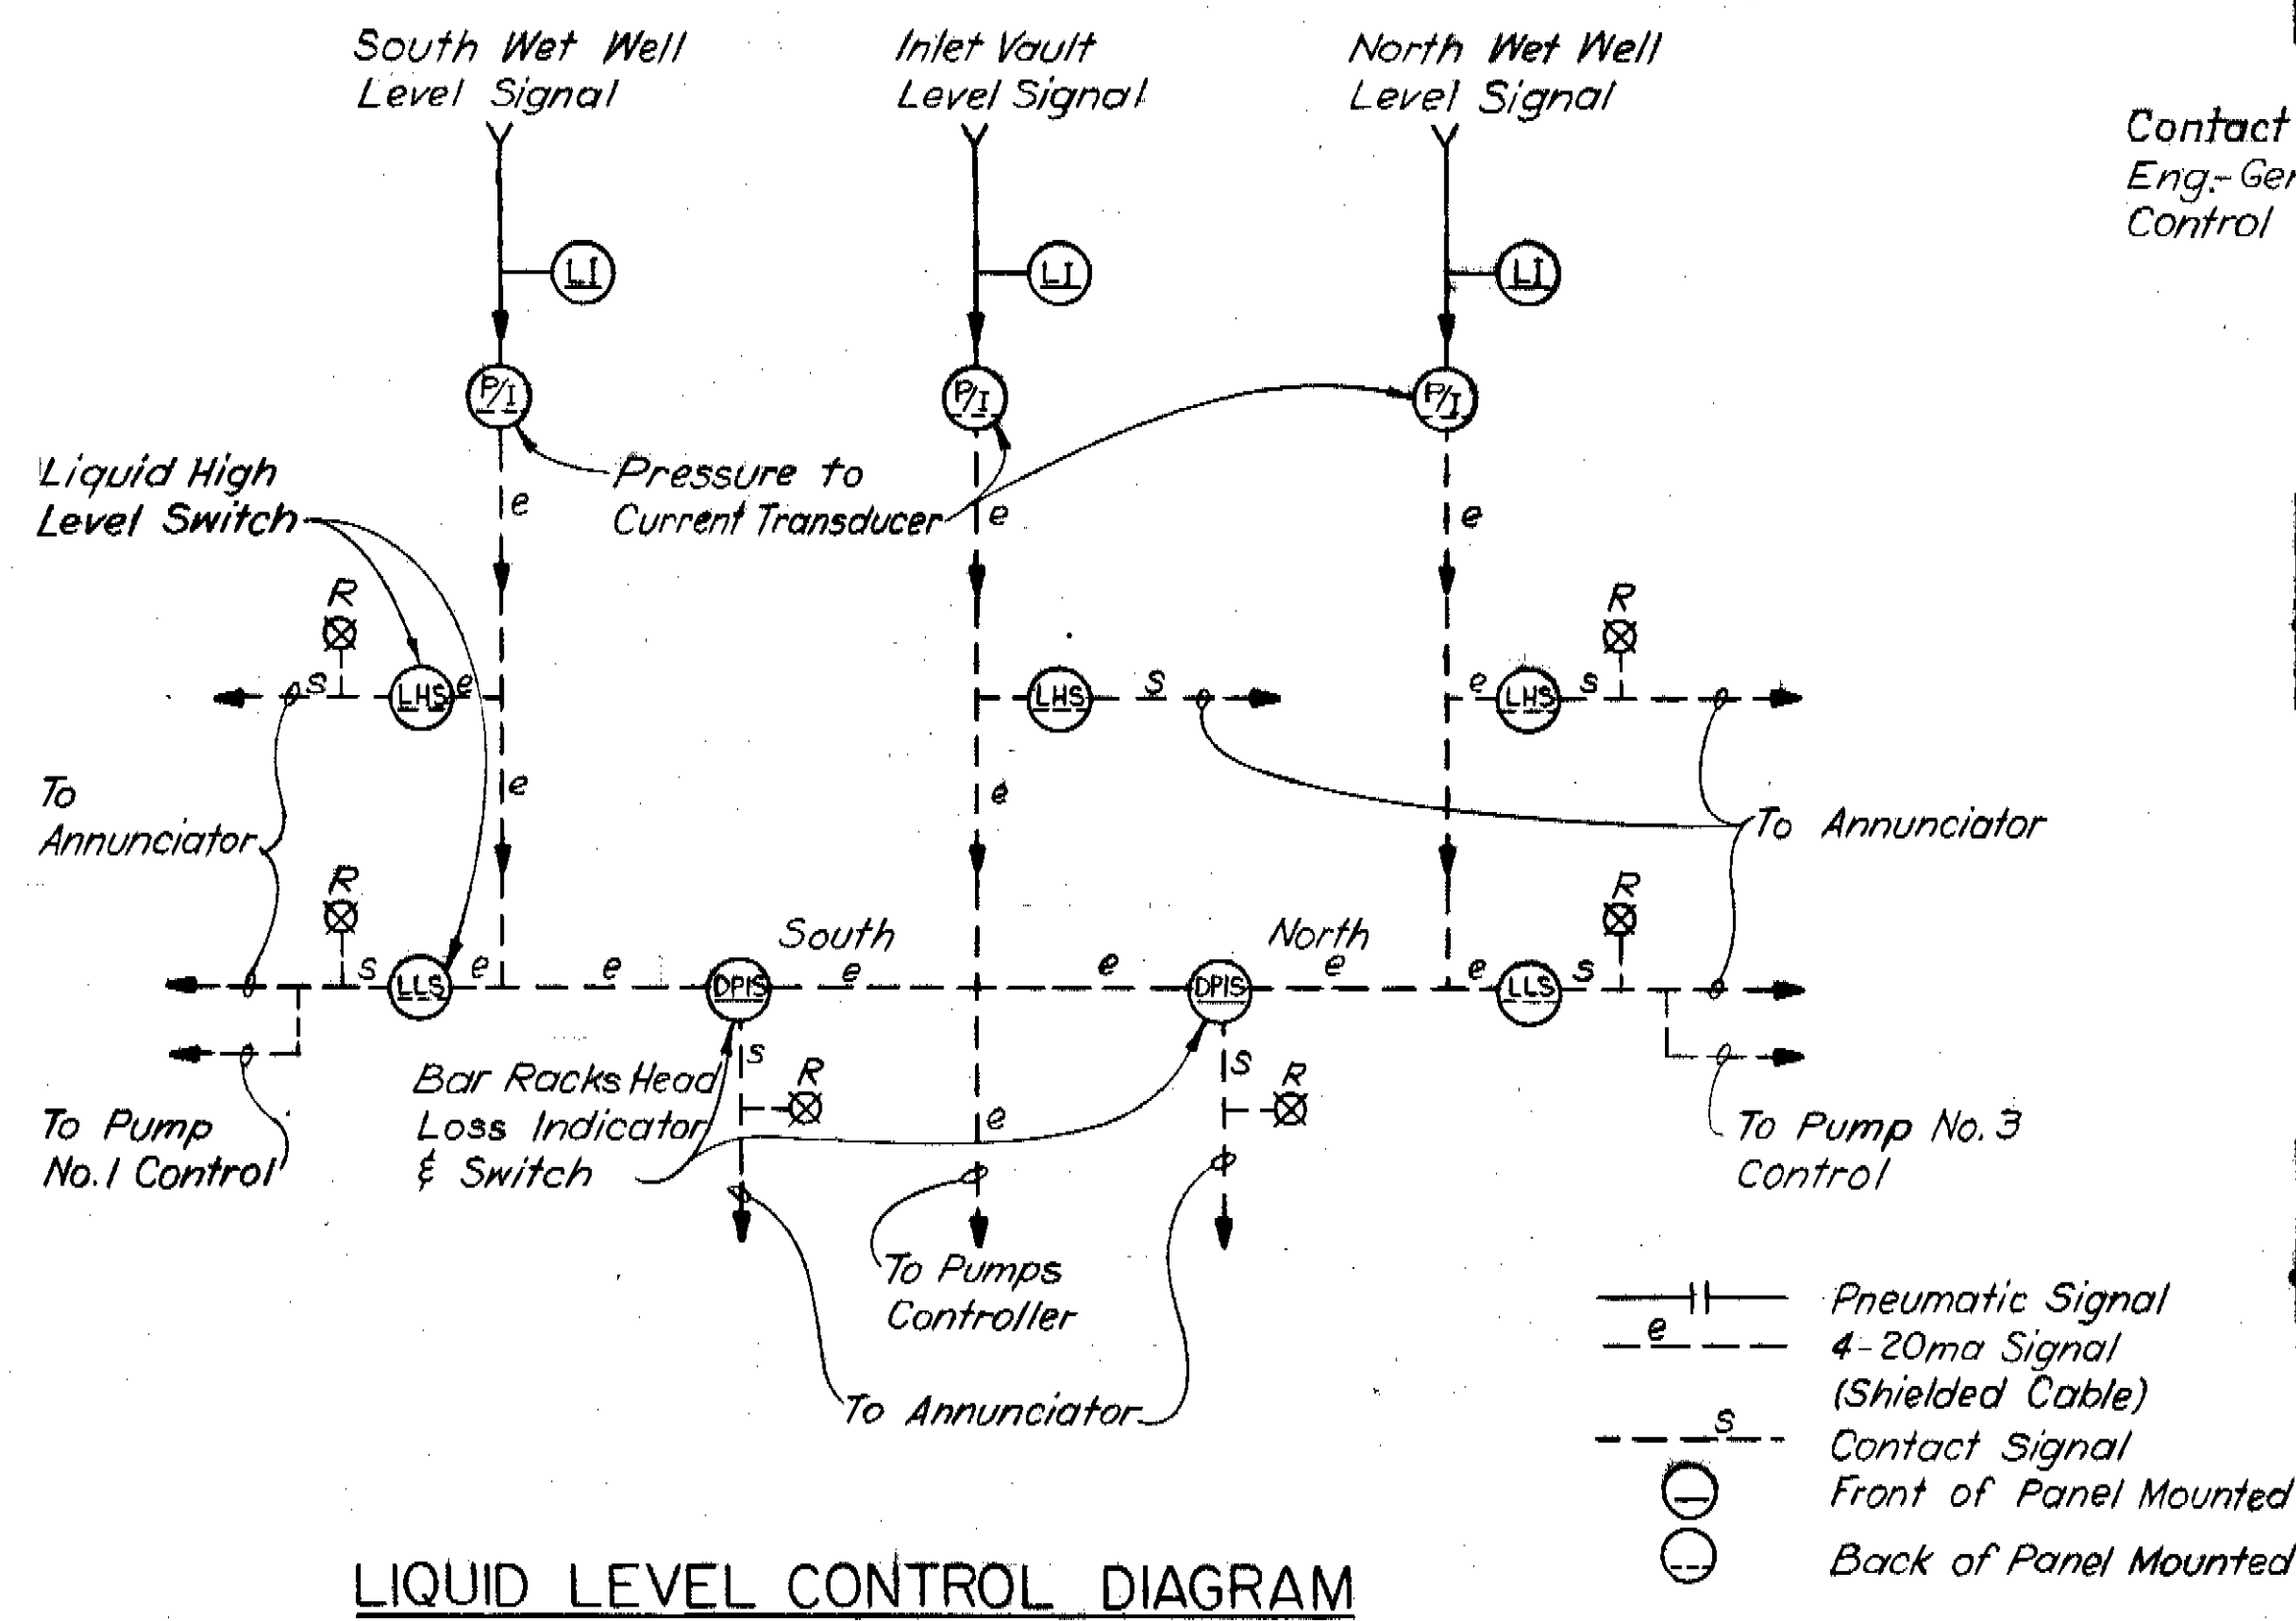 South Wet Well
Level Signal
Inlet Vault
Level Signal
North Wet Well
Level Signal
Contact
Eng.-Ger
Control
LI
LI
LI
P/I
P/I
P/I
Liquid High
Level Switch
Pressure to
Current Transducer
e
e
e
R
R
s
LHS
e
LHS
s
e
LHS
s
e
e
To
Annunciator
To Annunciator
R
R
South
North
s
LLS
e
e
DPIS
e
e
DPIS
e
e
LLS
s
s
R
s
R
Bar Racks Head
Loss Indicator
& Switch
e
To Pump
No. 1 Control
To Pump No. 3
Control
To Pumps
Controller
To Annunciator
Pneumatic Signal
e
4-20ma Signal
(Shielded Cable)
s
Contact Signal
Front of Panel Mounted
Back of Panel Mounted
LIQUID LEVEL CONTROL DIAGRAM